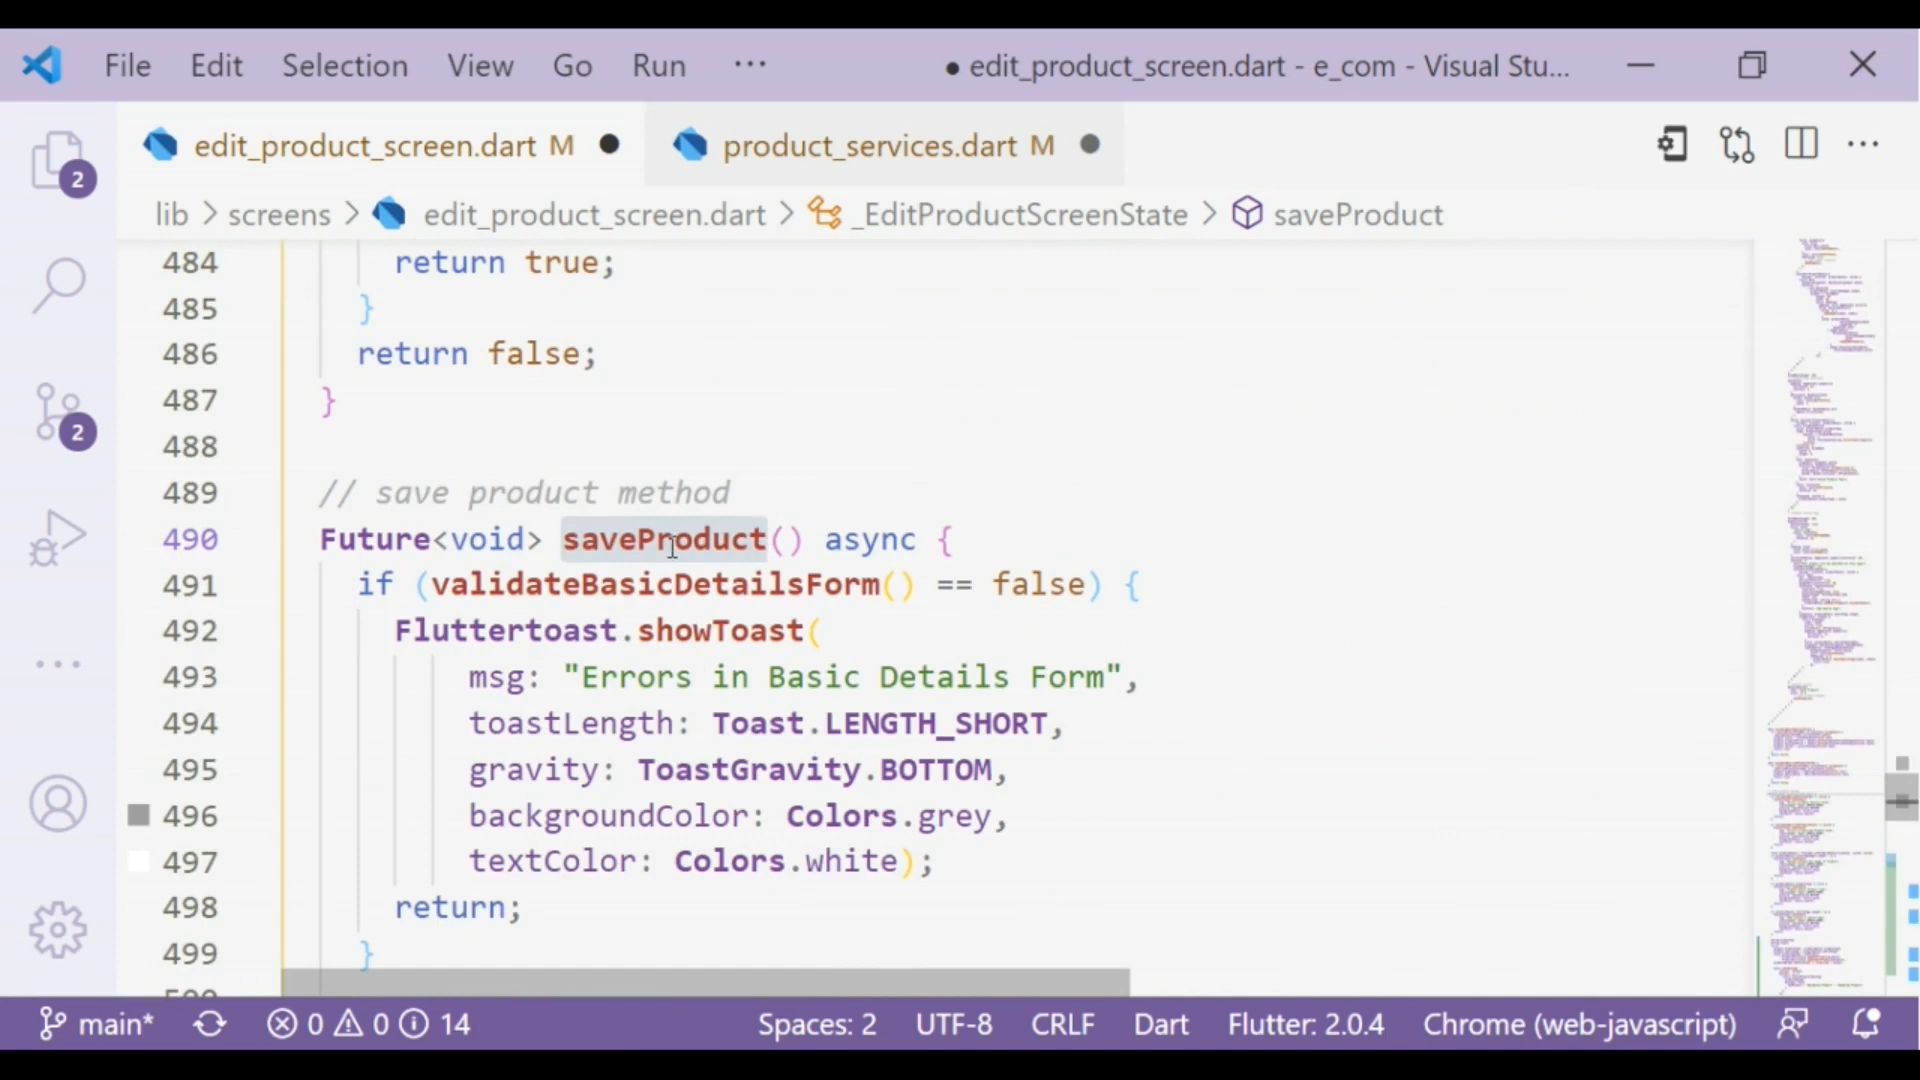 File Edit Selection View Go Run ··· ● edit_product_screen.dart - e_com - Visual Stu...
edit_product_screen.dart M ● product_services.dart M ●
2
lib > screens > edit_product_screen.dart > _EditProductScreenState > saveProduct
484 return true;
485 }
486 return false;
487 }
488
489 // save product method
490 Future<void> saveProduct() async {
491 if (validateBasicDetailsForm() == false) {
492 Fluttertoast.showToast(
493 msg: "Errors in Basic Details Form",
494 toastLength: Toast.LENGTH_SHORT,
495 gravity: ToastGravity.BOTTOM,
496 backgroundColor: Colors.grey,
497 textColor: Colors.white);
498 return;
499 }
2
main* 0 0 14 Spaces: 2 UTF-8 CRLF Dart Flutter: 2.0.4 Chrome (web-javascript)